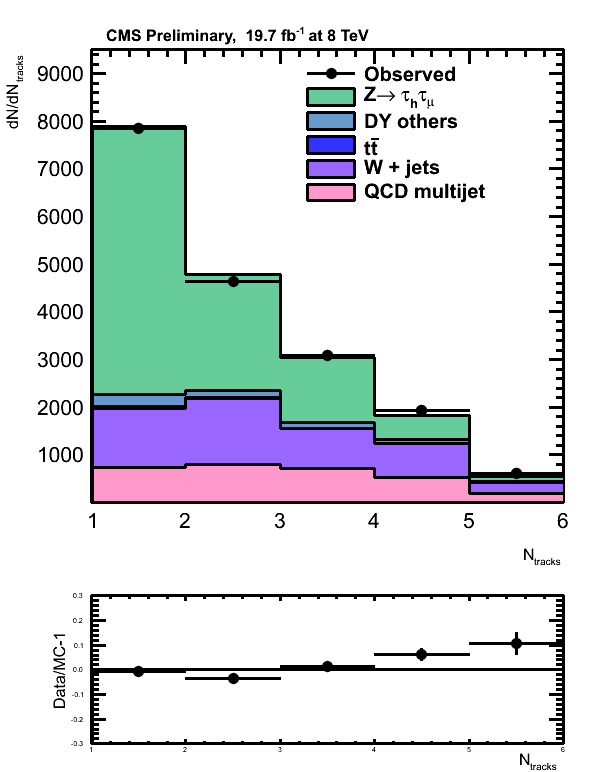 CMS Preliminary, 19.7 fb⁻¹ at 8 TeV
dN/dN_tracks
9000
8000
7000
6000
5000
4000
3000
2000
1000
Observed
Z→ τ_hτ_μ
DY others
tt̄
W + jets
QCD multijet
1 2 3 4 5 6
N_tracks
Data/MC-1
0.3
0.2
0.1
0.0
-0.1
-0.2
-0.3
1 2 3 4 5 6
N_tracks